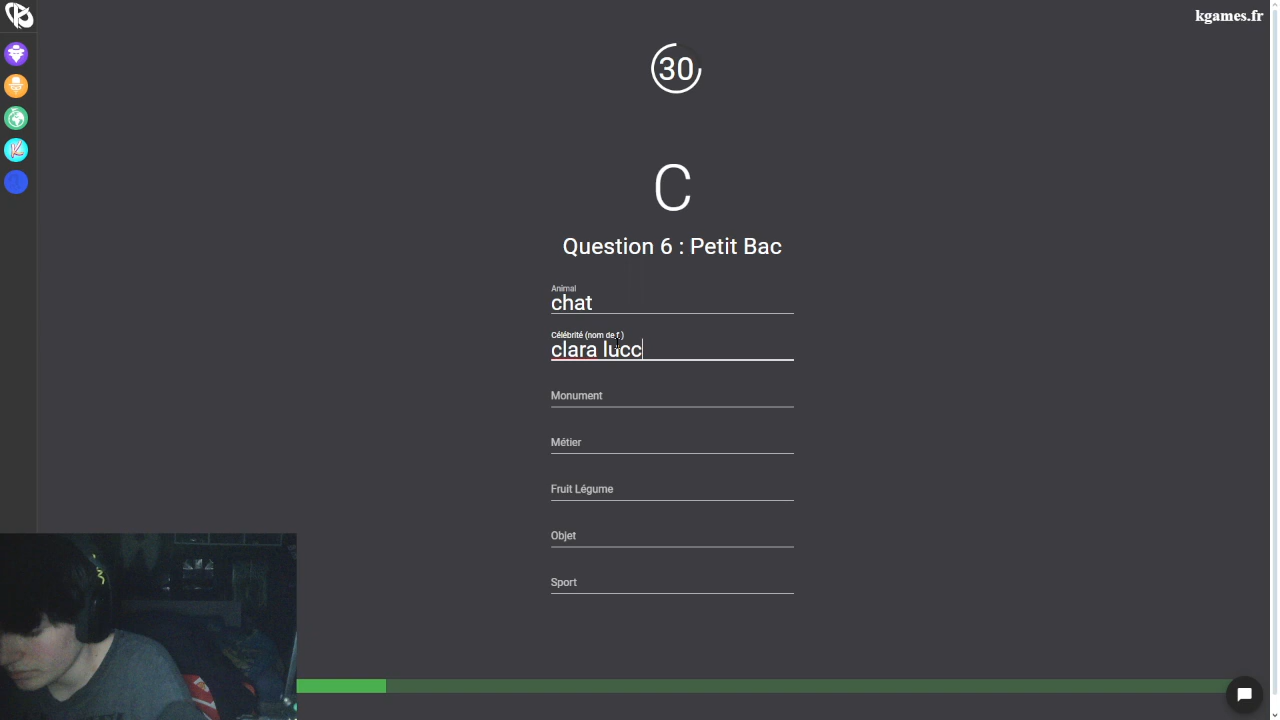 kgames.fr
30
C
Question 6 : Petit Bac
Animal
chat
Célébrité (nom de f.)
clara lucc
Monument
Métier
Fruit Légume
Objet
Sport